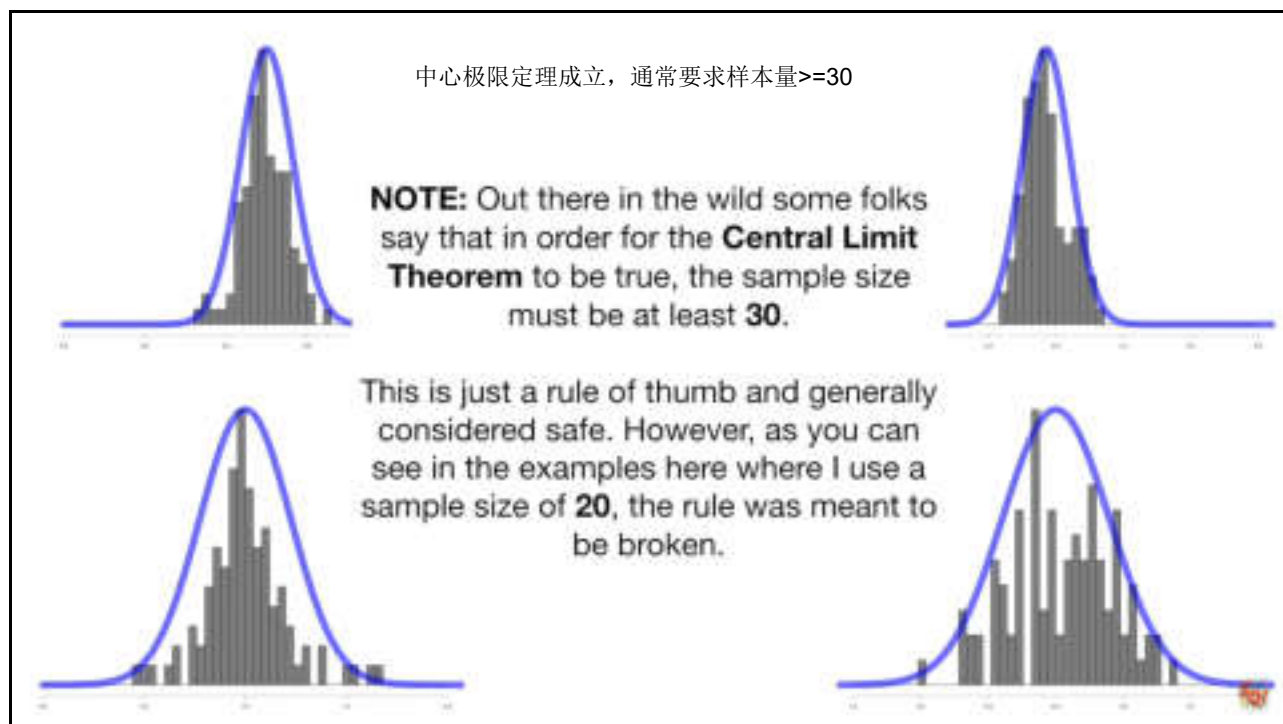 中心极限定理成立，通常要求样本量>=30
NOTE: Out there in the wild some folks
say that in order for the Central Limit
Theorem to be true, the sample size
must be at least 30.
This is just a rule of thumb and generally
considered safe. However, as you can
see in the examples here where I use a
sample size of 20, the rule was meant to
be broken.